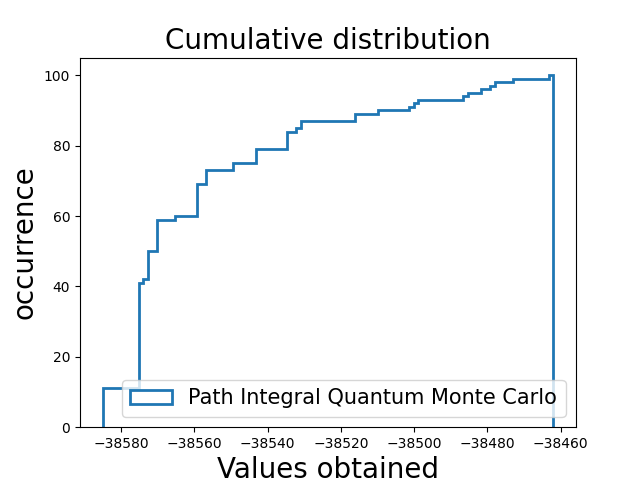 Cumulative distribution
100
80
60
40
20
0
occurrence
Path Integral Quantum Monte Carlo
−38580 −38560 −38540 −38520 −38500 −38480 −38460
Values obtained